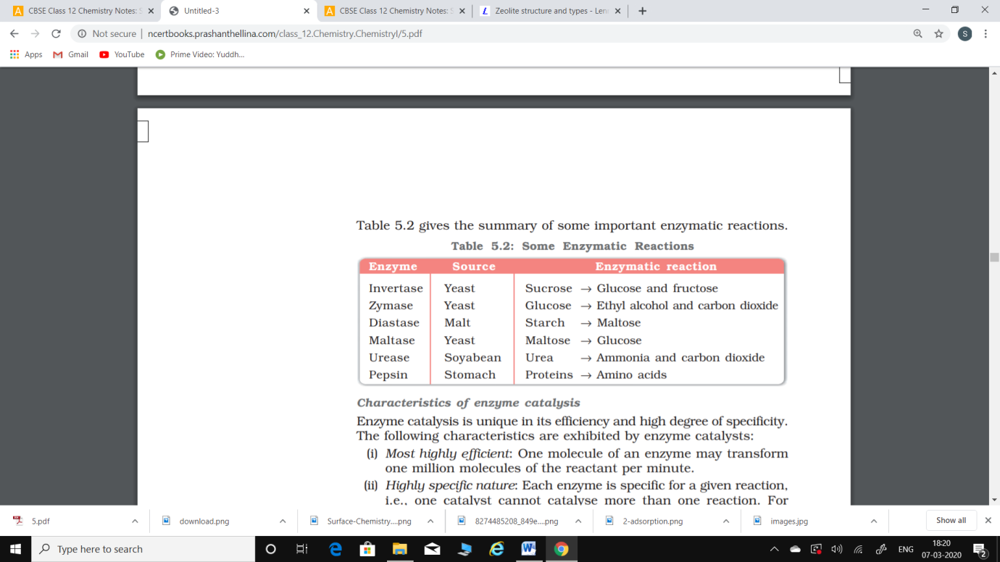 CBSE Class 12 Chemistry Notes: S Untitled-3 CBSE Class 12 Chemistry Notes: S Zeolite structure and types - Len
Not secure | ncertbooks.prashanthellina.com/class_12.Chemistry.ChemistryI/5.pdf S
Apps Gmail YouTube Prime Video: Yuddh...
Table 5.2 gives the summary of some important enzymatic reactions.
Table 5.2: Some Enzymatic Reactions
Enzyme Source Enzymatic reaction
Invertase Yeast Sucrose → Glucose and fructose
Zymase Yeast Glucose → Ethyl alcohol and carbon dioxide
Diastase Malt Starch → Maltose
Maltase Yeast Maltose → Glucose
Urease Soyabean Urea → Ammonia and carbon dioxide
Pepsin Stomach Proteins → Amino acids
Characteristics of enzyme catalysis
Enzyme catalysis is unique in its efficiency and high degree of specificity.
The following characteristics are exhibited by enzyme catalysts:
(i) Most highly efficient: One molecule of an enzyme may transform
one million molecules of the reactant per minute.
(ii) Highly specific nature: Each enzyme is specific for a given reaction,
i.e., one catalyst cannot catalyse more than one reaction. For
5.pdf download.png Surface-Chemistry....png 8274485208_849e....png 2-adsorption.png images.jpg Show all
Type here to search ENG 18:20
07-03-2020 2